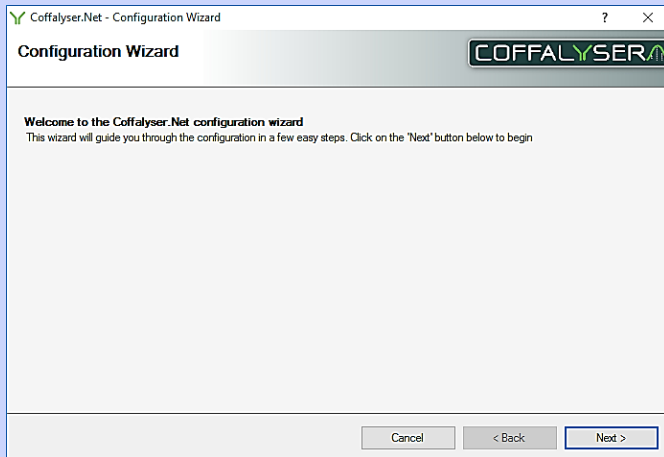 Coffalyser.Net - Configuration Wizard
?
Configuration Wizard
COFFALYSER
Welcome to the Coffalyser.Net configuration wizard
This wizard will guide you through the configuration in a few easy steps. Click on the "Next" button below to begin
Cancel
< Back
Next >